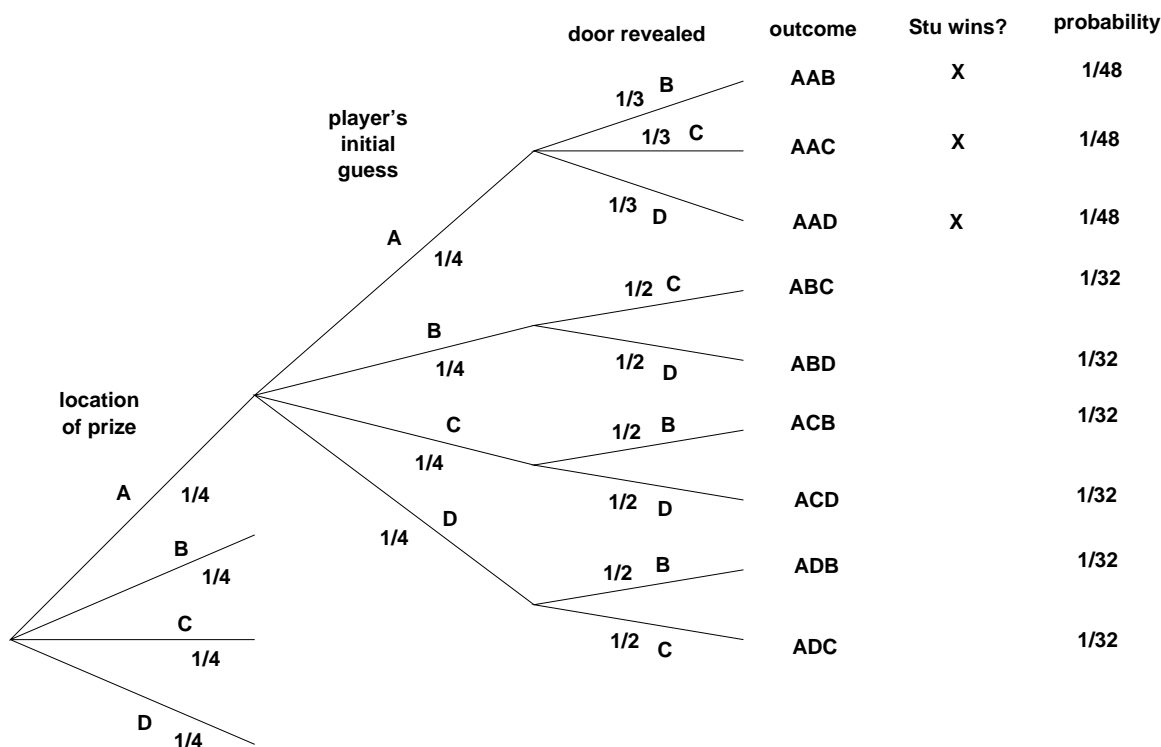 door revealed outcome Stu wins? probability
B
1/3
AAB X 1/48
player's
initial
guess
1/3 C
AAC X 1/48
1/3 D
AAD X 1/48
A
1/4
1/2 C
ABC 1/32
B
1/4
1/2 D
ABD 1/32
location
of prize
C
1/4
1/2 B
ACB 1/32
1/2 D
ACD 1/32
A 1/4
D
1/4
B
1/4
1/2 B
ADB 1/32
C
1/4
1/2 C
ADC 1/32
D 1/4